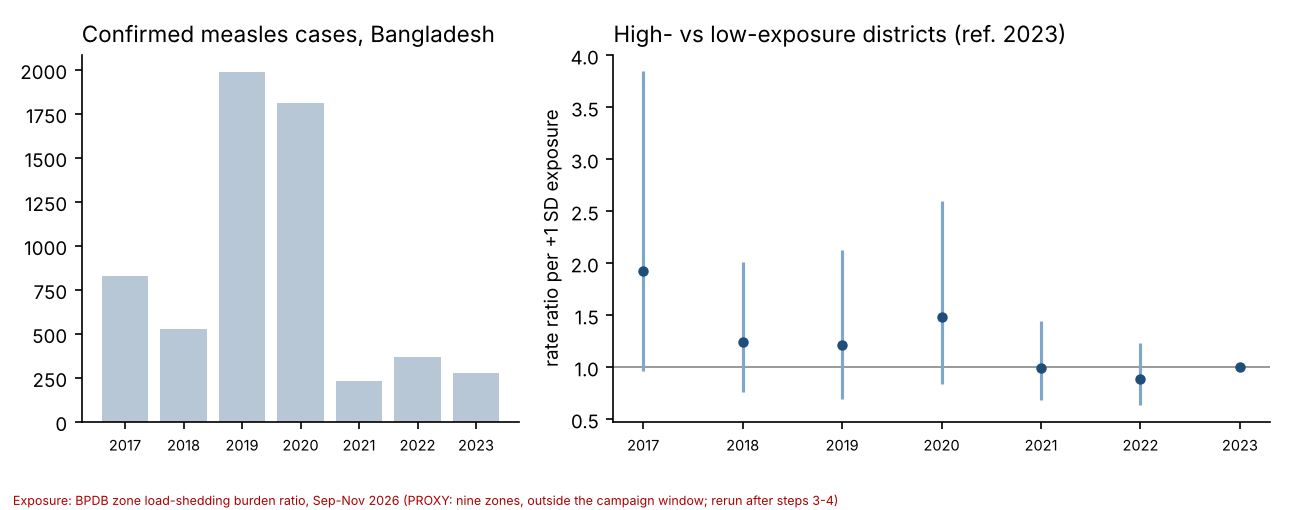 Confirmed measles cases, Bangladesh
2000
1750
1500
1250
1000
750
500
250
0
2017 2018 2019 2020 2021 2022 2023
High- vs low-exposure districts (ref. 2023)
rate ratio per +1 SD exposure
4.0
3.5
3.0
2.5
2.0
1.5
1.0
0.5
2017 2018 2019 2020 2021 2022 2023
Exposure: BPDB zone load-shedding burden ratio, Sep-Nov 2026 (PROXY: nine zones, outside the campaign window; rerun after steps 3-4)